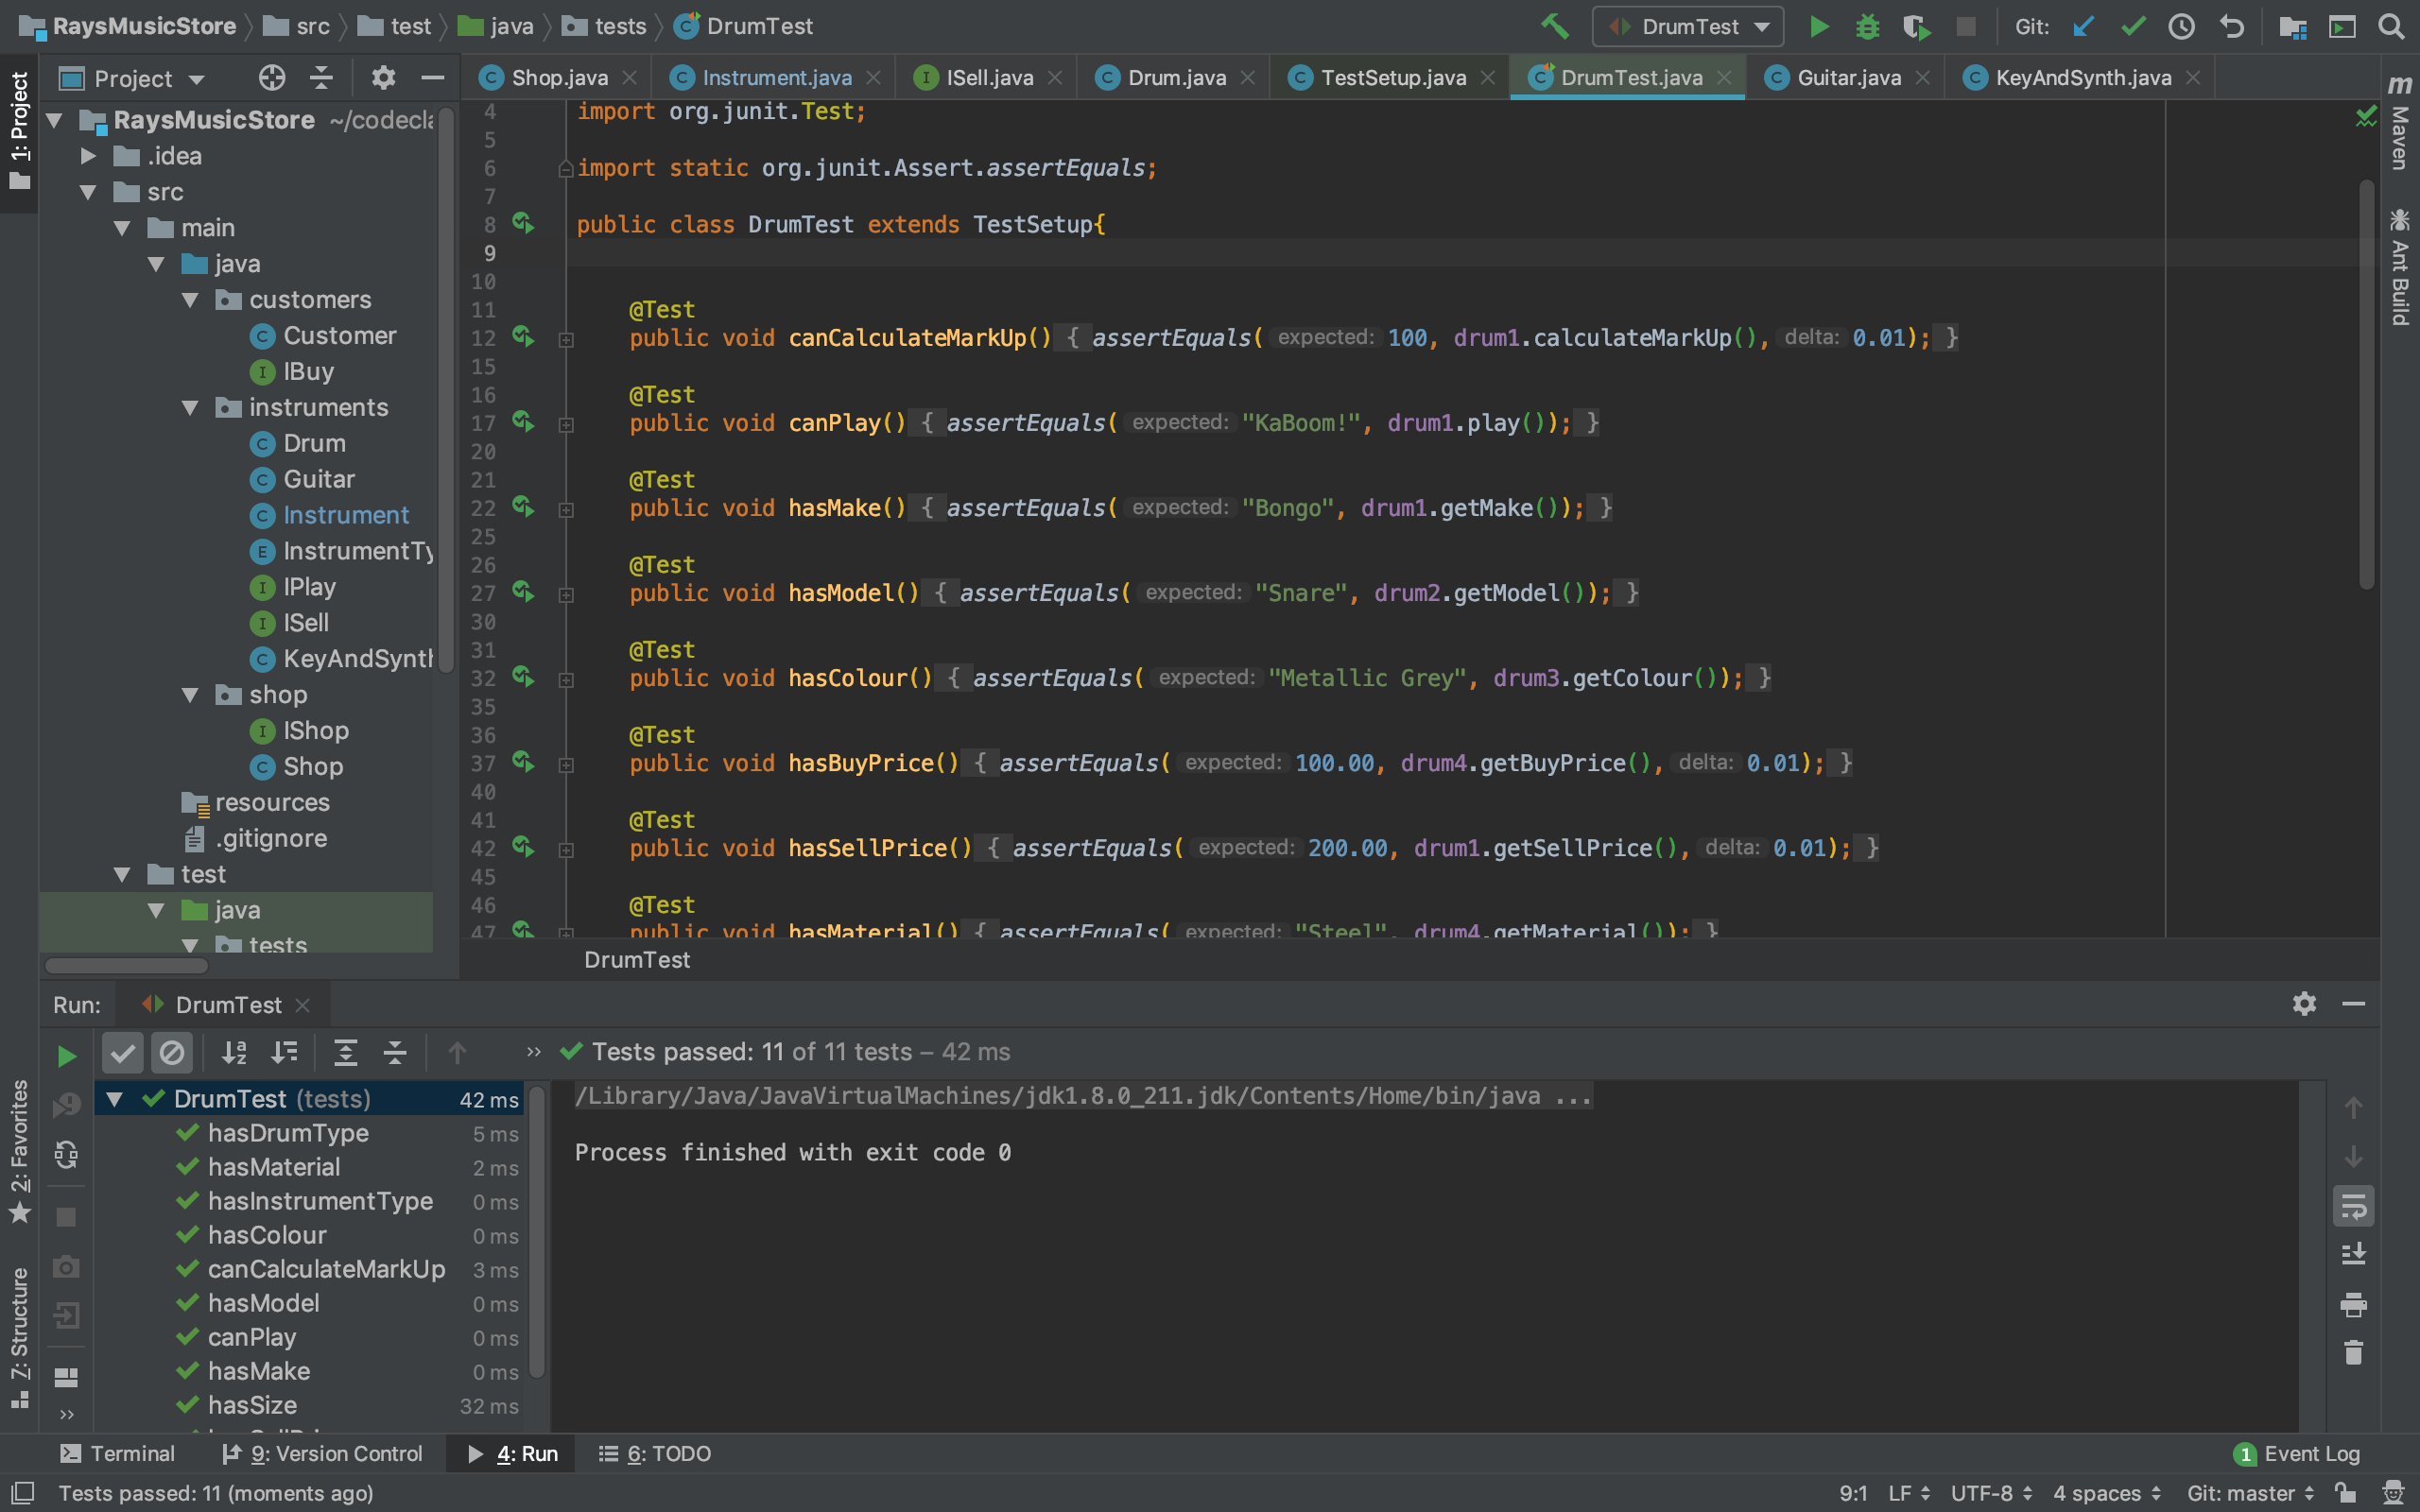 RaysMusicStore src test java tests DrumTest DrumTest Git:
Project
Shop.java Instrument.java ISell.java Drum.java TestSetup.java DrumTest.java Guitar.java KeyAndSynth.java
1: Project
2: Favorites
Z: Structure
m Maven
Ant Build
RaysMusicStore ~/codecla
.idea
src
main
java
customers
Customer
IBuy
instruments
Drum
Guitar
Instrument
InstrumentTy
IPlay
ISell
KeyAndSynth
shop
IShop
Shop
resources
.gitignore
test
java
tests
4 import org.junit.Test;
5
6 import static org.junit.Assert.assertEquals;
7
8 public class DrumTest extends TestSetup{
9
10
11 @Test
12 public void canCalculateMarkUp() { assertEquals( expected: 100, drum1.calculateMarkUp(), delta: 0.01); }
15
16 @Test
17 public void canPlay() { assertEquals( expected: "KaBoom!", drum1.play()); }
20
21 @Test
22 public void hasMake() { assertEquals( expected: "Bongo", drum1.getMake()); }
25
26 @Test
27 public void hasModel() { assertEquals( expected: "Snare", drum2.getModel()); }
30
31 @Test
32 public void hasColour() { assertEquals( expected: "Metallic Grey", drum3.getColour()); }
35
36 @Test
37 public void hasBuyPrice() { assertEquals( expected: 100.00, drum4.getBuyPrice(), delta: 0.01); }
40
41 @Test
42 public void hasSellPrice() { assertEquals( expected: 200.00, drum1.getSellPrice(), delta: 0.01); }
45
46 @Test
47 public void hasMaterial() { assertEquals( expected: "Steel", drum4.getMaterial()); }
DrumTest
Run: DrumTest
Tests passed: 11 of 11 tests – 42 ms
DrumTest (tests) 42 ms
hasDrumType 5 ms
hasMaterial 2 ms
hasInstrumentType 0 ms
hasColour 0 ms
canCalculateMarkUp 3 ms
hasModel 0 ms
canPlay 0 ms
hasMake 0 ms
hasSize 32 ms
/Library/Java/JavaVirtualMachines/jdk1.8.0_211.jdk/Contents/Home/bin/java ...
Process finished with exit code 0
Terminal 9: Version Control 4: Run 6: TODO 1 Event Log
Tests passed: 11 (moments ago) 9:1 LF UTF-8 4 spaces Git: master